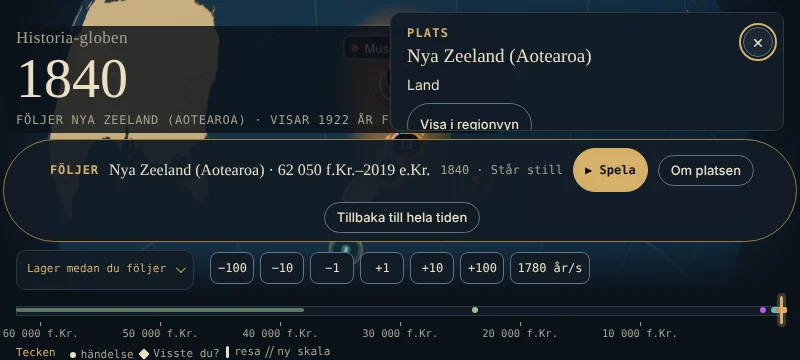 Historia-globen
1840
FÖLJER NYA ZEELAND (AOTEAROA) · VISAR 1922 ÅR F
Mus
PLATS
Nya Zeeland (Aotearoa)
Land
Visa i regionvyn
×
FÖLJER Nya Zeeland (Aotearoa) · 62 050 f.Kr.–2019 e.Kr. 1840 · Står still ▶ Spela Om platsen
Tillbaka till hela tiden
Lager medan du följer −100 −10 −1 +1 +10 +100 1780 år/s
60 000 f.Kr. 50 000 f.Kr. 40 000 f.Kr. 30 000 f.Kr. 20 000 f.Kr. 10 000 f.Kr.
Tecken ● händelse ◆ Visste du? ▌ resa // ny skala